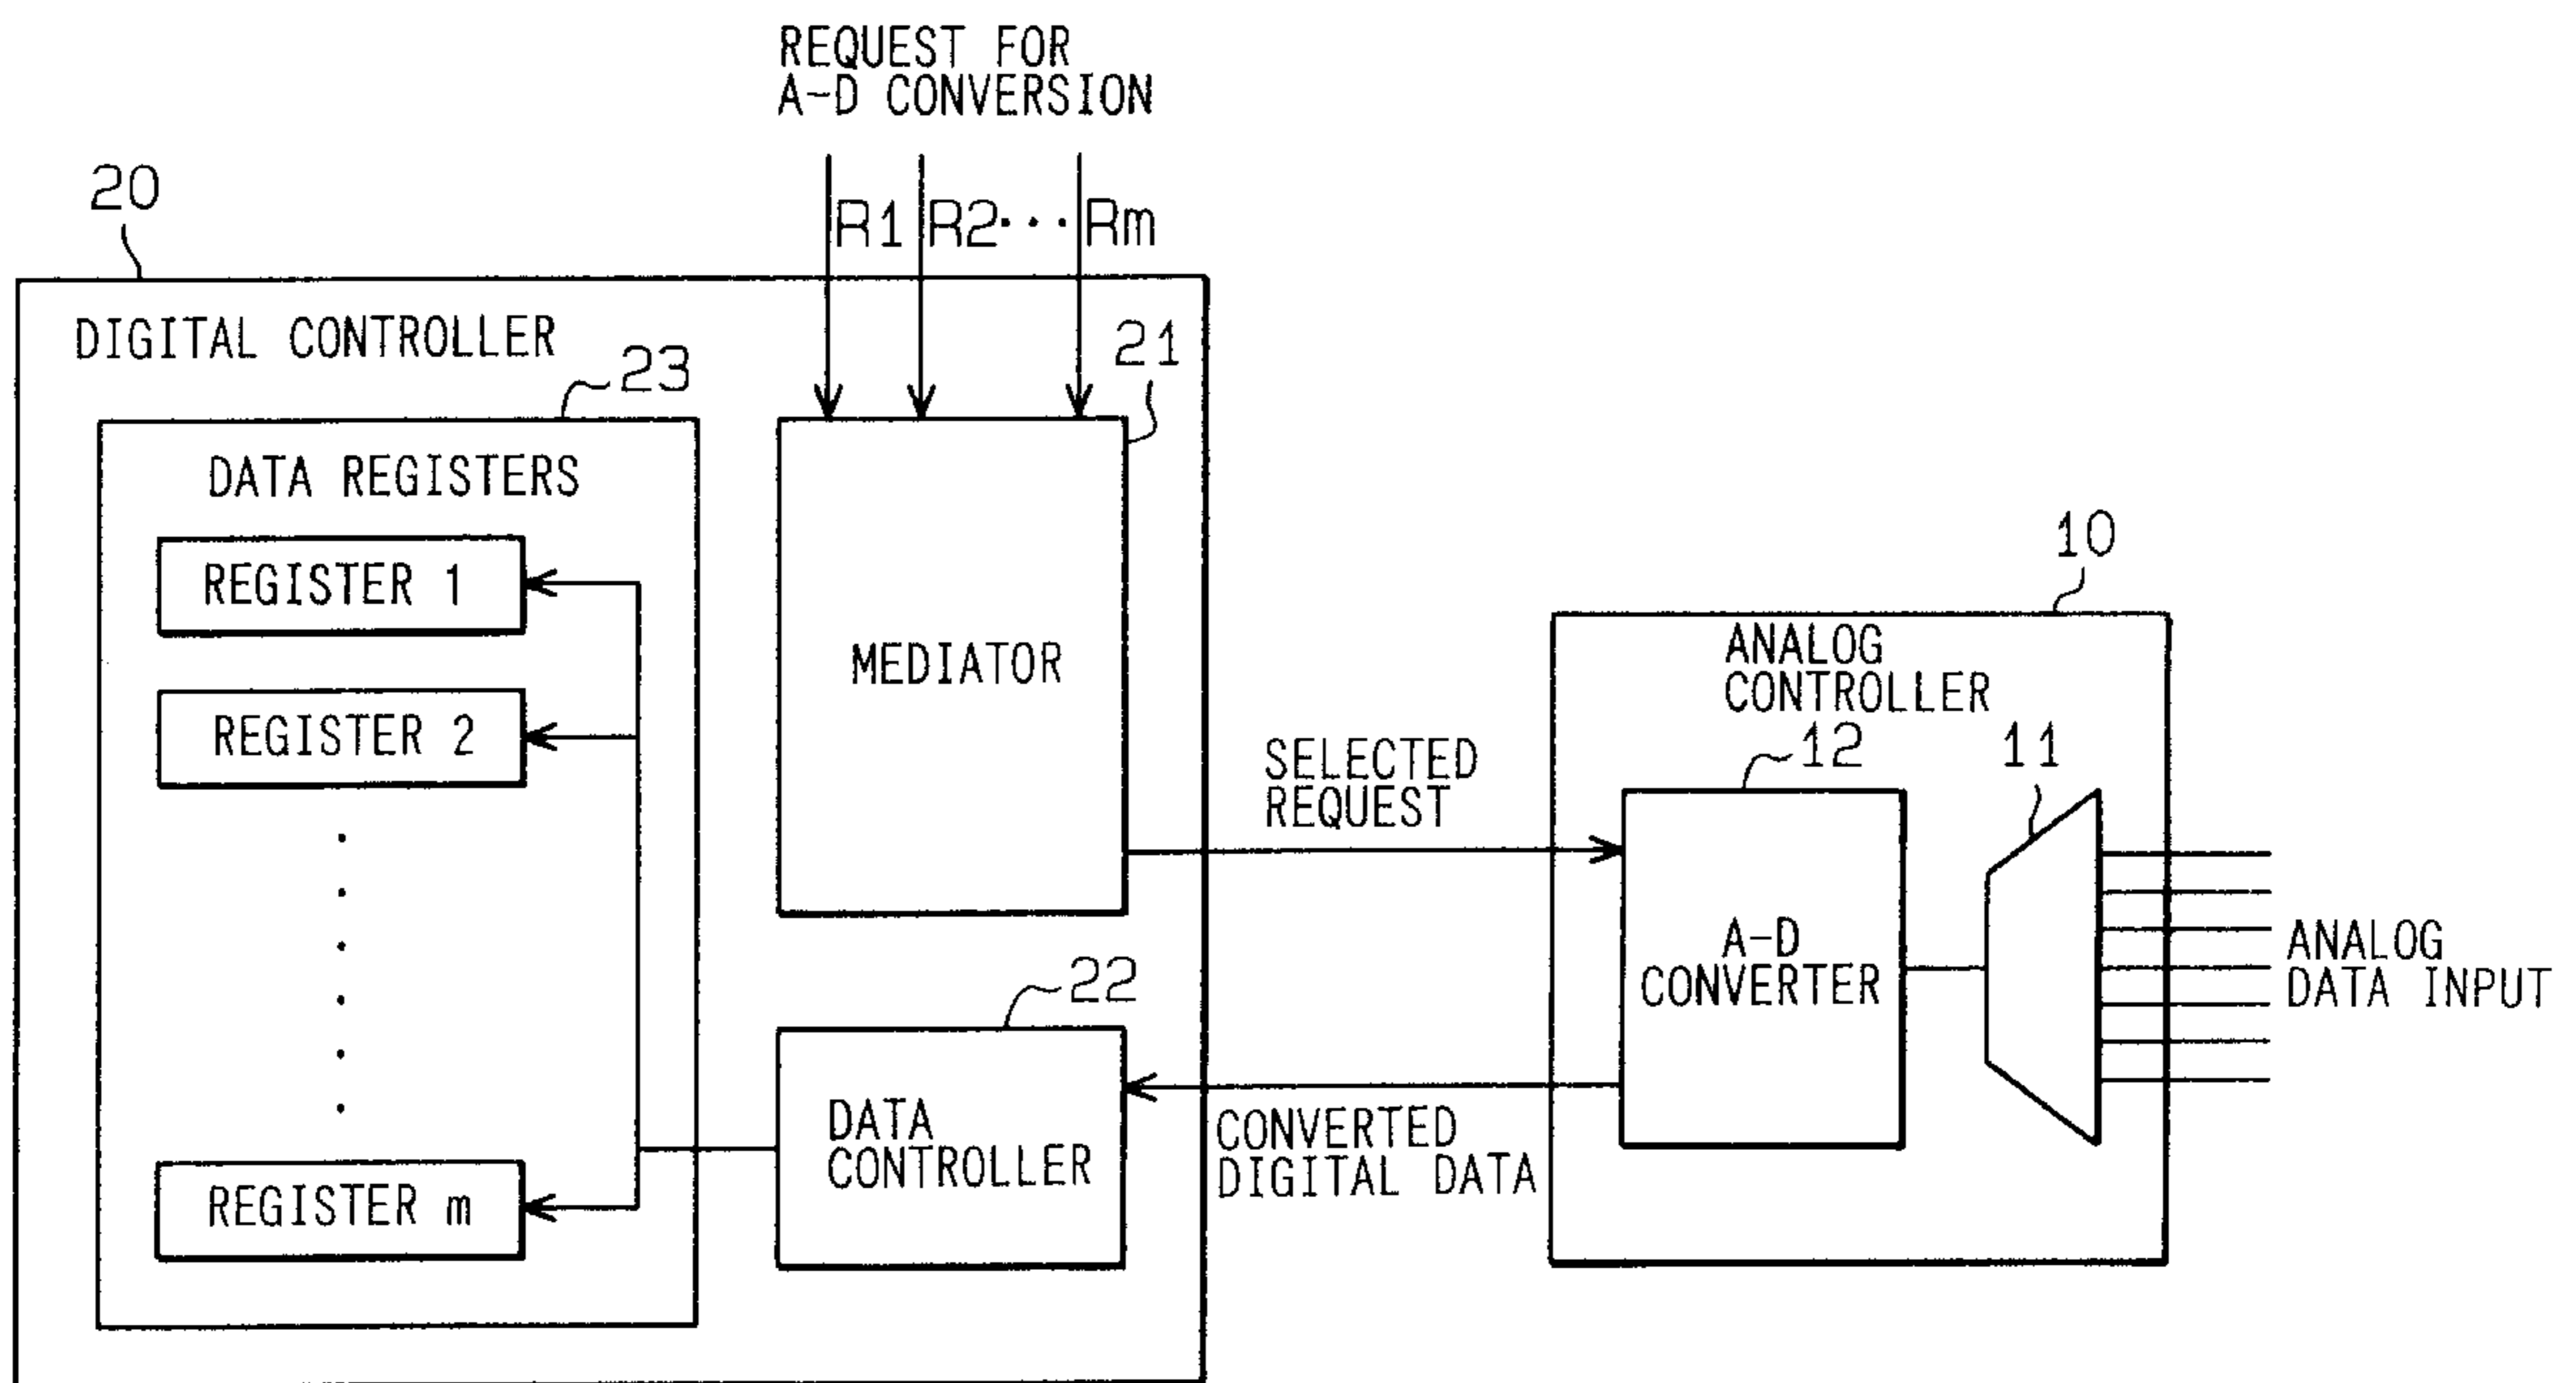 REQUEST FOR
A-D CONVERSION
20
R1 R2 ··· Rm
DIGITAL CONTROLLER
23
21
DATA REGISTERS
REGISTER 1
REGISTER 2
REGISTER m
MEDIATOR
22
DATA
CONTROLLER
SELECTED
REQUEST
CONVERTED
DIGITAL DATA
10
ANALOG
CONTROLLER
12
11
A-D
CONVERTER
ANALOG
DATA INPUT